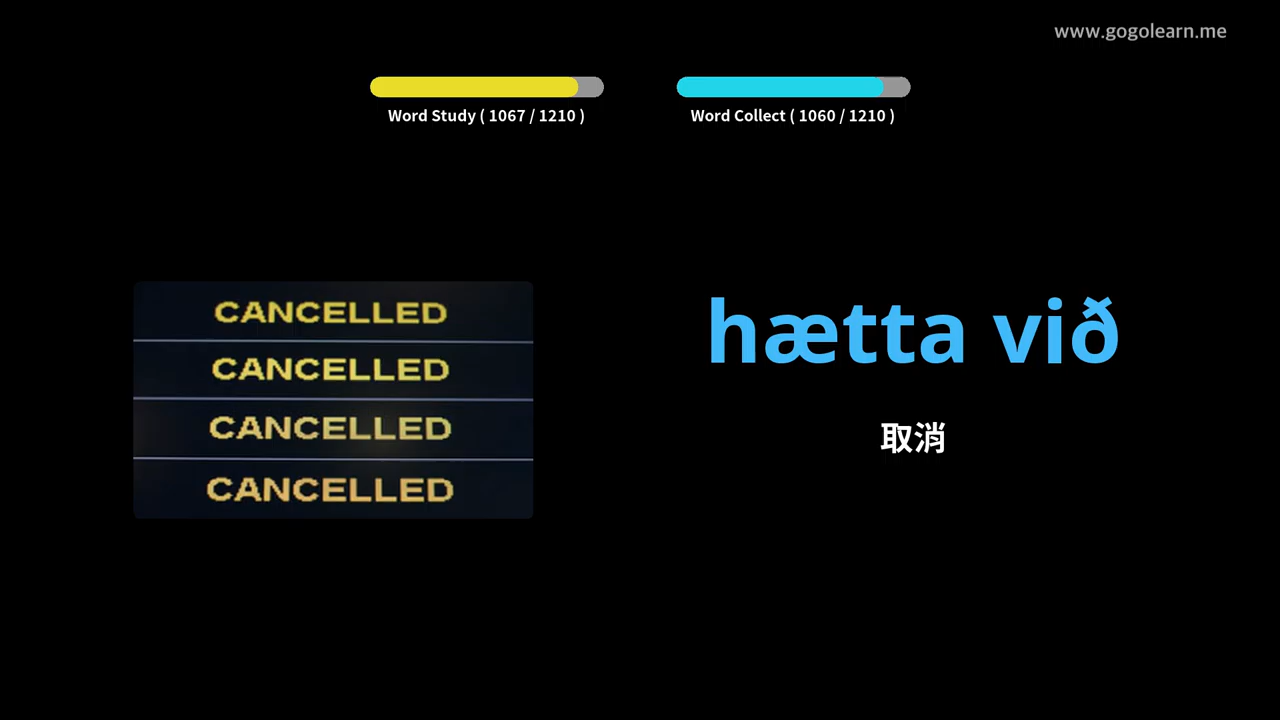 www.gogolearn.me
Word Study ( 1067 / 1210 )
Word Collect ( 1060 / 1210 )
CANCELLED
CANCELLED
CANCELLED
CANCELLED
hætta við
取消